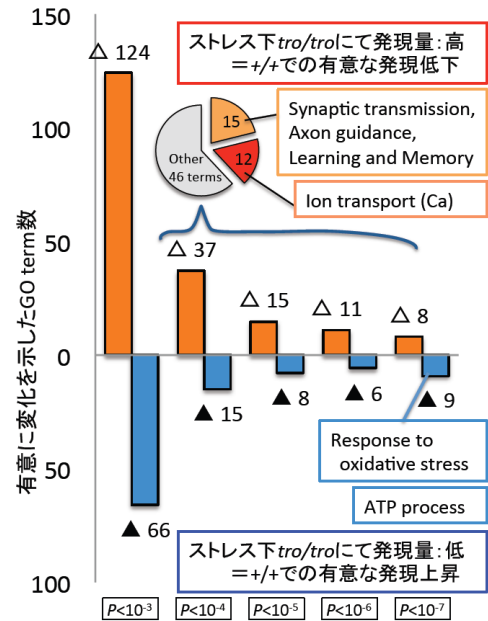 150
100
50
0
50
100
有意に変化を示したGO term数
ストレス下tro/troにて発現量:高
＝+/+での有意な発現低下
Synaptic transmission,
Axon guidance,
Learning and Memory
Ion transport (Ca)
15
12
Other
46 terms
△ 124
△ 37
△ 15
△ 11
△ 8
▲ 66
▲ 15
▲ 8
▲ 6
▲ 9
Response to
oxidative stress
ATP process
ストレス下tro/trolにて発現量:低
＝+/+での有意な発現上昇
P<10⁻³
P<10⁻⁴
P<10⁻⁵
P<10⁻⁶
P<10⁻⁷